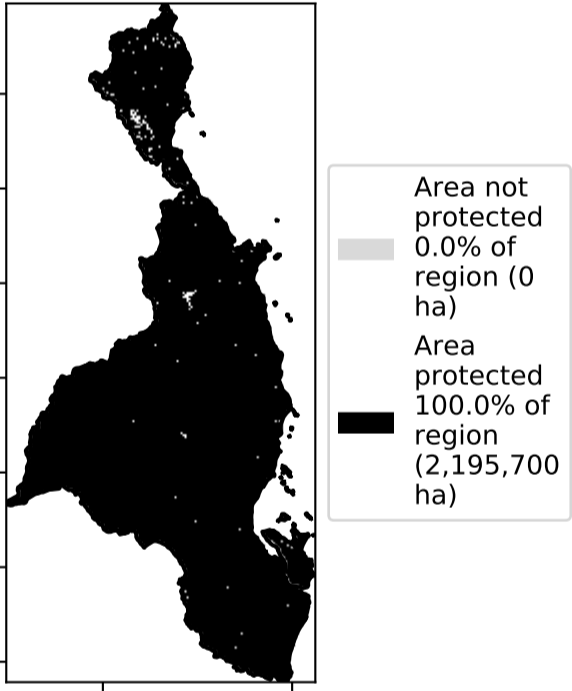 Area not
protected
0.0% of
region (0
ha)
Area
protected
100.0% of
region
(2,195,700
ha)